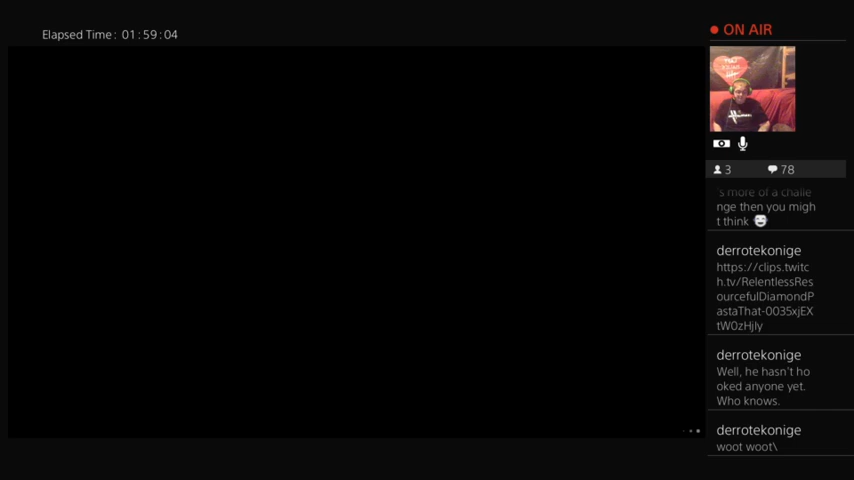 Elapsed Time: 01:59:04
ON AIR
3 78
's more of a challe
nge then you migh
t think
derrotekonige
https://clips.twitc
h.tv/RelentlessRes
ourcefulDiamondP
astaThat-0035xjEX
tW0zHjIy
derrotekonige
Well, he hasn't ho
oked anyone yet.
Who knows.
derrotekonige
woot woot\